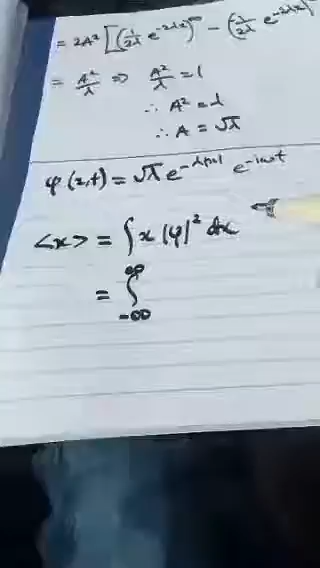 = 2A² [(1/2λ e^-2λx)^∞ - (1/2λ e^-2λx)
= A²/λ ⇒ A²/λ = 1
∴ A² = λ
∴ A = √λ
φ(x,t) = √λ e^-λ|x| e^-iωt
<x> = ∫ x |φ|² dx
= ∫_-∞^∞